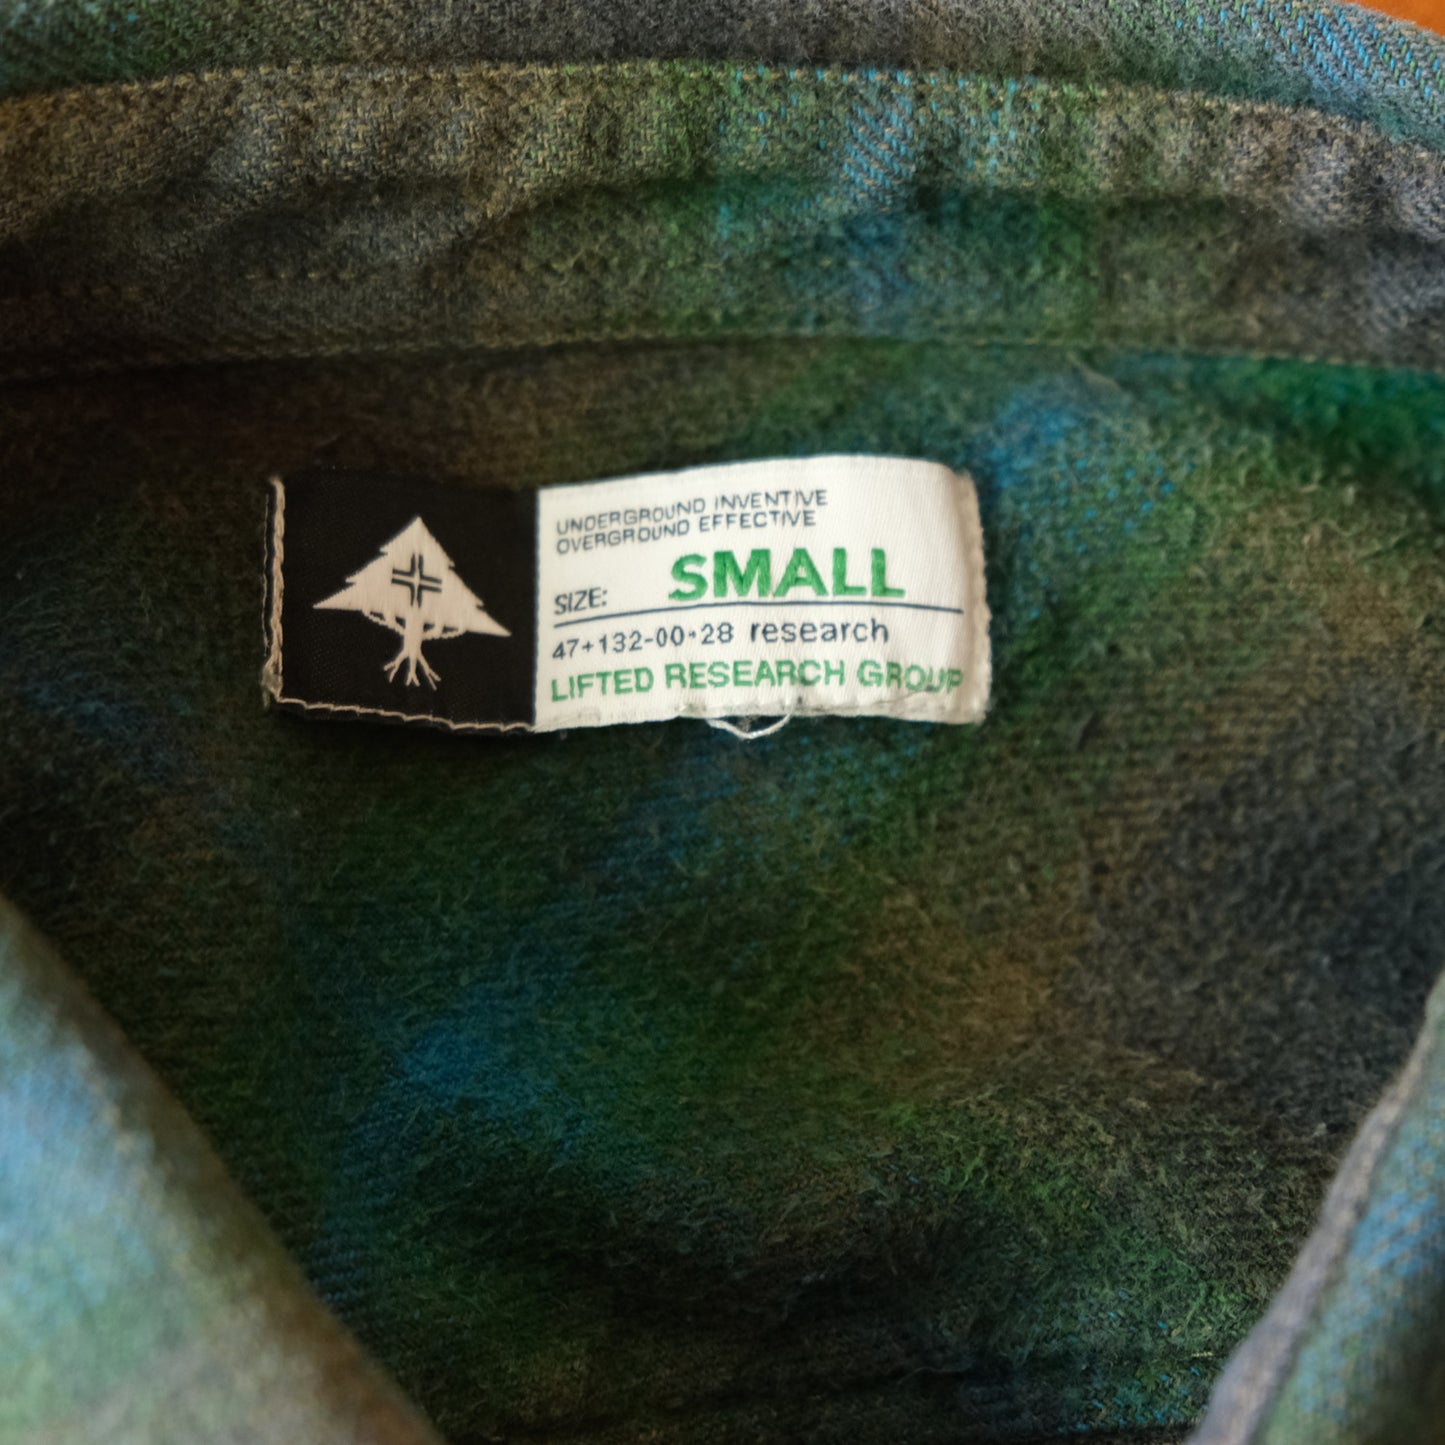 UNDERGROUND INVENTIVE
OVERGROUND EFFECTIVE
SIZE: SMALL
47+132-00•28 research
LIFTED RESEARCH GROUP